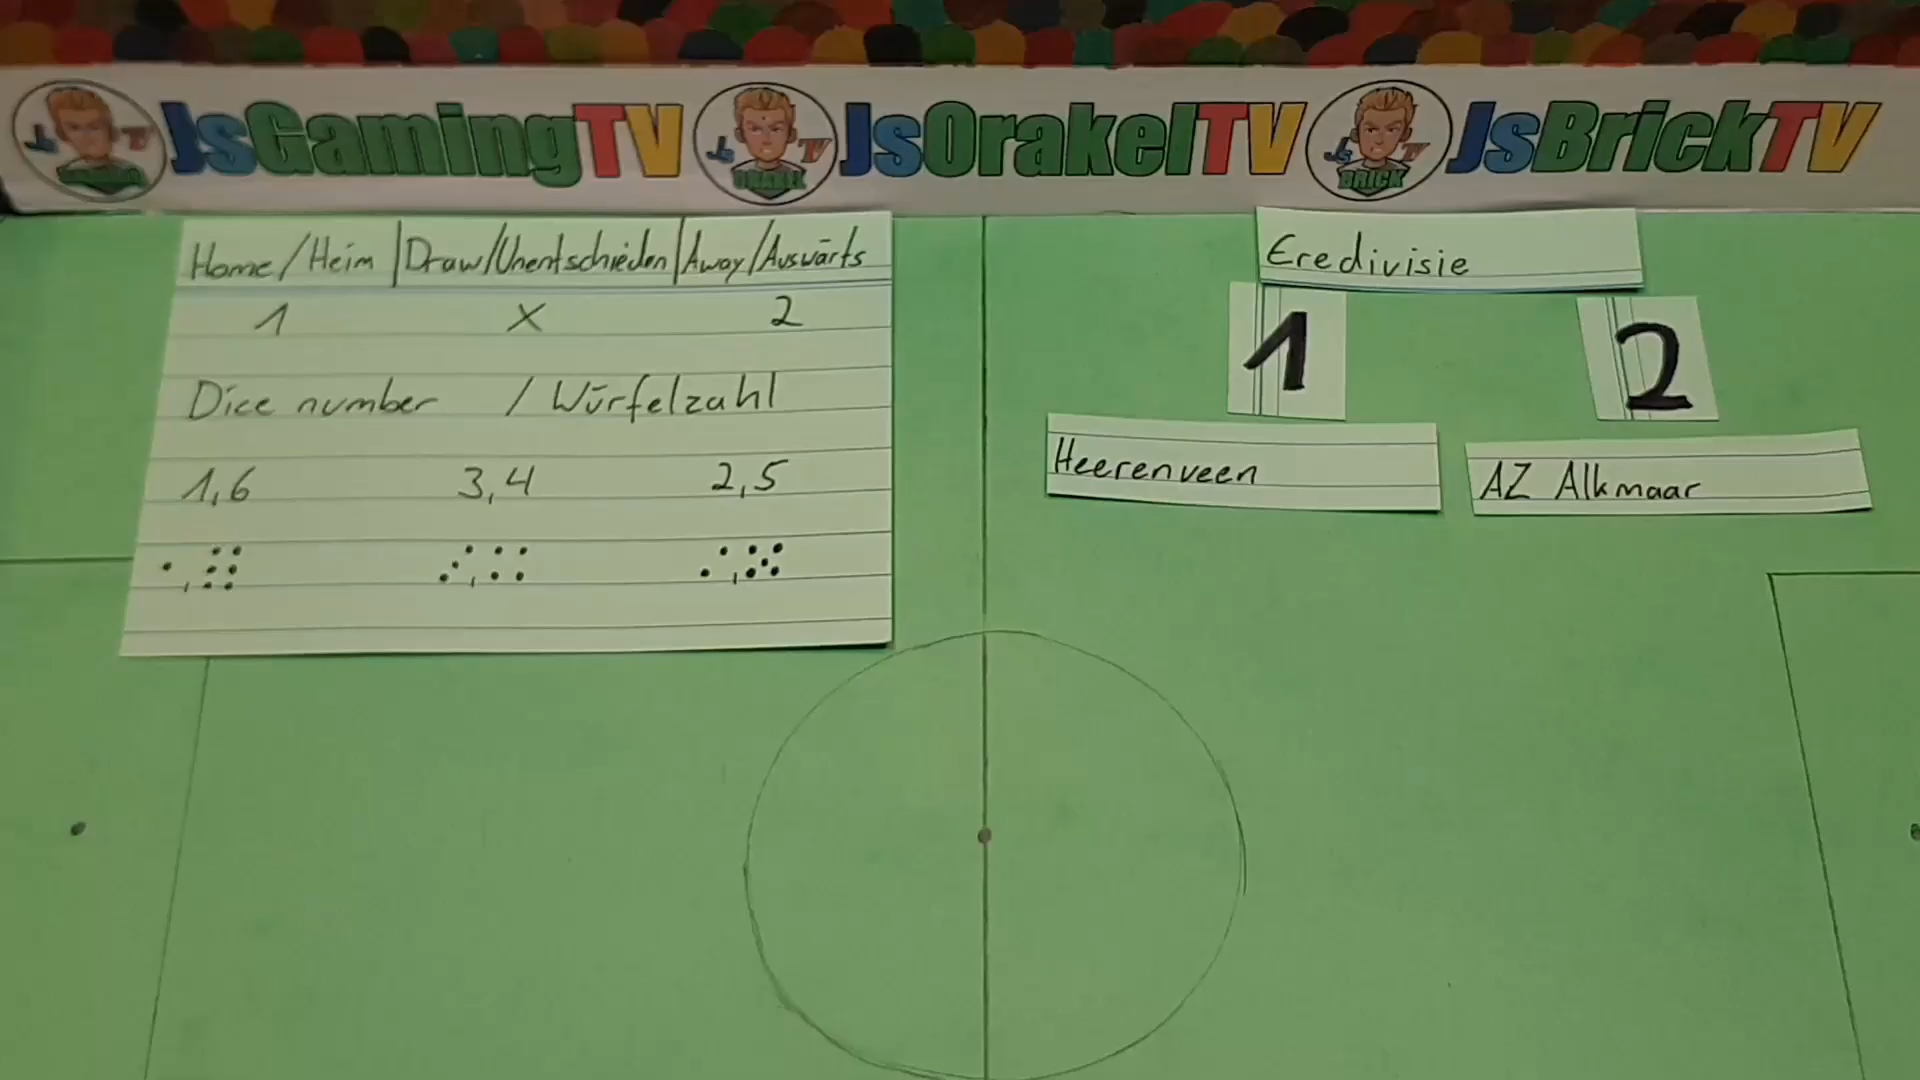 JsGamingTV JsOrakelTV JsBrickTV
Home/Heim | Draw/Unentschieden | Away/Auswärts
1 X 2
Dice number / Würfelzahl
1,6 3,4 2,5
Eredivisie
1 2
Heerenveen AZ Alkmaar